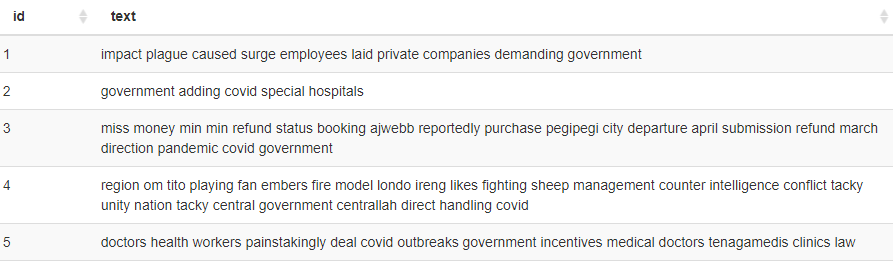 id text
1 impact plague caused surge employees laid private companies demanding government
2 government adding covid special hospitals
3 miss money min min refund status booking ajwebb reportedly purchase pegipegi city departure april submission refund march
direction pandemic covid government
4 region om tito playing fan embers fire model londo ireng likes fighting sheep management counter intelligence conflict tacky
unity nation tacky central government centrallah direct handling covid
5 doctors health workers painstakingly deal covid outbreaks government incentives medical doctors tenagamedis clinics law